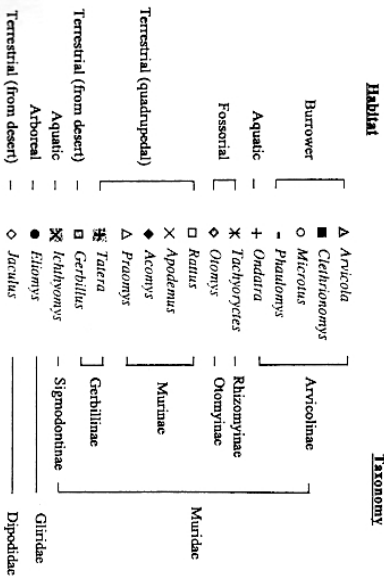 Habitat Taxonomy
Arvicola
Clethrionomys
Burrower Arvicolinae
Microtus
Phaulomys
Aquatic Ondatra
Tachyoryctes Rhizomyinae
Fossorial
Otomys Otomyinae
Rattus Muridae
Apodemus
Murinae
Terrestrial (quadrupedal) Acomys
Praomys
Tatera
Gerbillinae
Terrestrial (from desert) Gerbillus
Aquatic Ichthyomys Sigmodontinae
Arboreal Eliomys Gliridae
Terrestrial (from desert) Jaculus Dipodidae